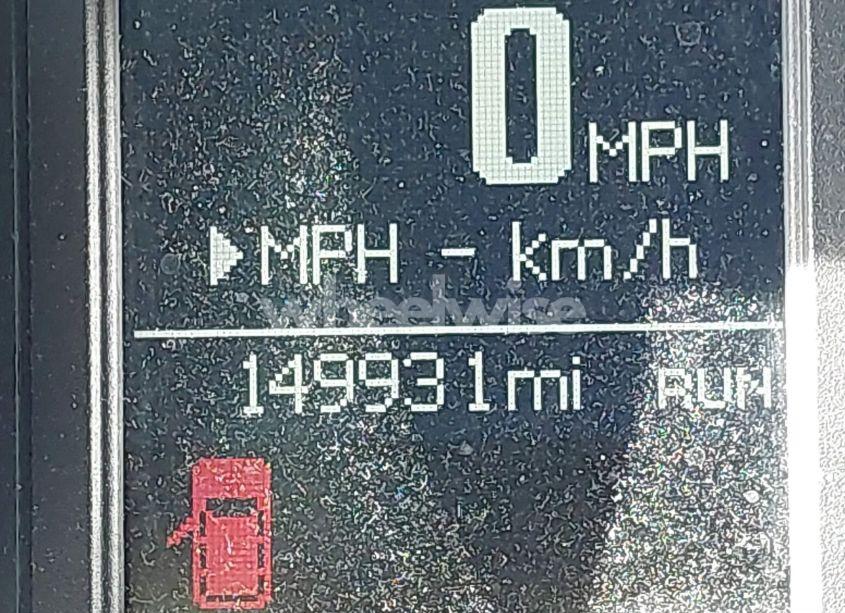 0 MPH
▶MPH - km/h
wheelwise
149931mi RUN